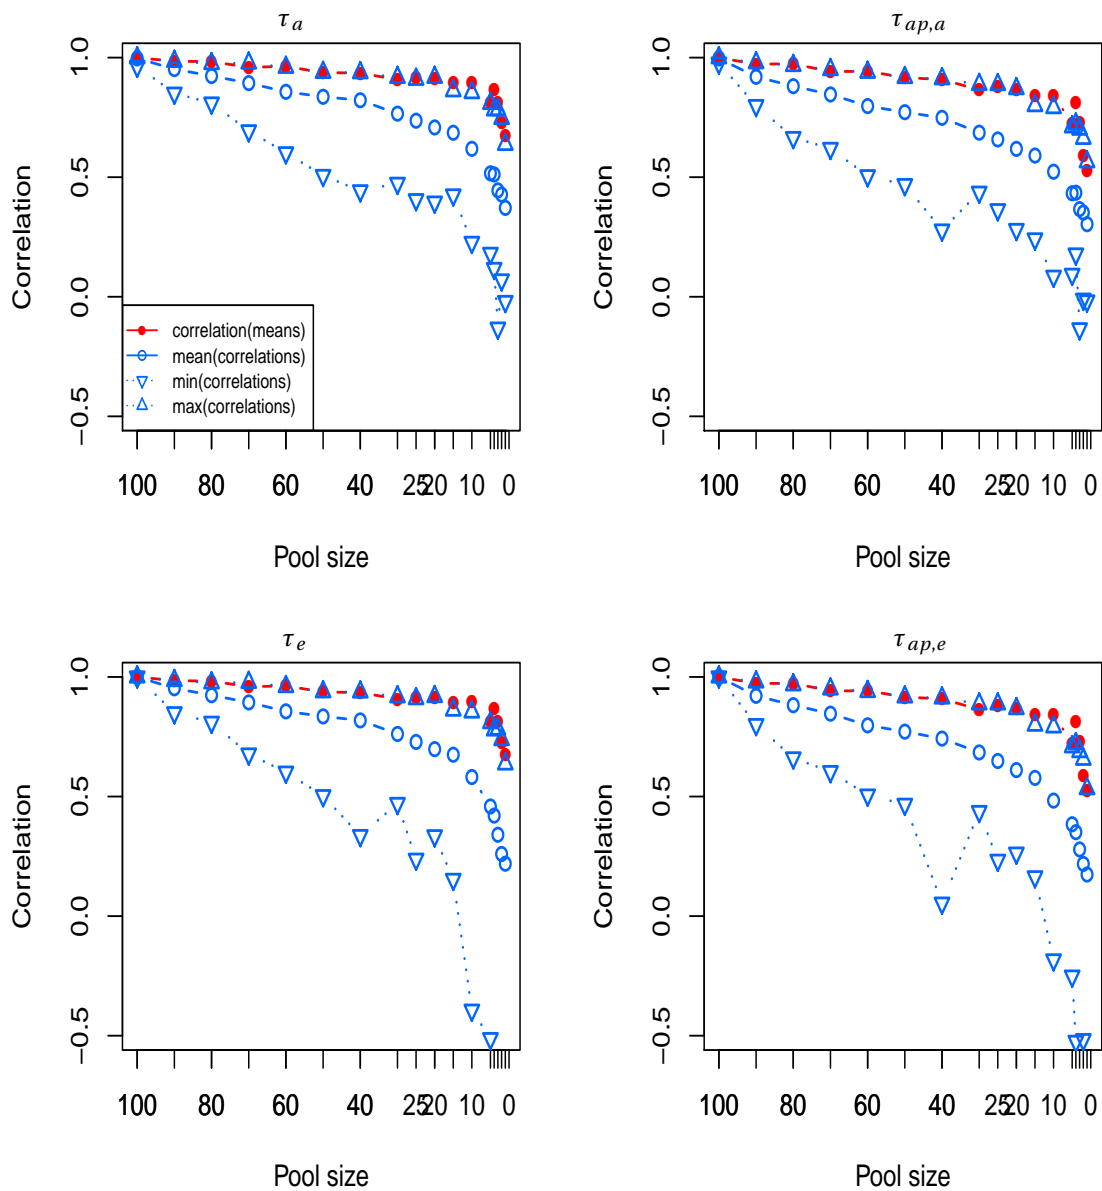 τa
Correlation
1.0
0.5
0.0
−0.5
correlation(means)
mean(correlations)
min(correlations)
max(correlations)
100 80 60 40 25 20 10 0
Pool size
τap,a
Correlation
1.0
0.5
0.0
−0.5
100 80 60 40 25 20 10 0
Pool size
τe
Correlation
1.0
0.5
0.0
−0.5
100 80 60 40 25 20 10 0
Pool size
τap,e
Correlation
1.0
0.5
0.0
−0.5
100 80 60 40 25 20 10 0
Pool size